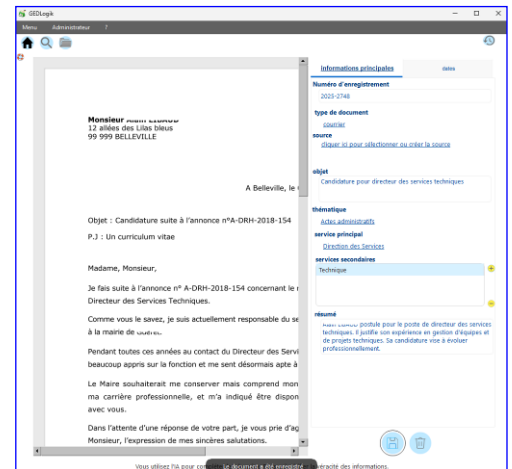 GEDLogik
Menu Administrateur ?
Monsieur
12 allées des Lilas bleus
99 999 BELLEVILLE
A Belleville, le
Objet : Candidature suite à l'annonce n°A-DRH-2018-154
P.J : Un curriculum vitae
Madame, Monsieur,
Je fais suite à l'annonce n° A-DRH-2018-154 concernant le
Directeur des Services Techniques.
Comme vous le savez, je suis actuellement responsable du se
à la mairie de
Pendant toutes ces années au contact du Directeur des Servi
beaucoup appris sur la fonction et me sent désormais apte à
Le Maire souhaiterait me conserver mais comprend mon
ma carrière professionnelle, et m'a indiqué être dispon
avec vous.
Dans l'attente d'une réponse de votre part, je vous prie d'ag
Monsieur, l'expression de mes sincères salutations.
Informations principales dates
Numéro d'enregistrement
2025-2748
type de document
courrier
source
cliquer ici pour sélectionner ou créer la source
objet
Candidature pour directeur des services techniques
thématique
Actes administratifs
service principal
Direction des Services
services secondaires
Technique
résumé
postule pour le poste de directeur des services
techniques. Il justifie son expérience en gestion d'équipes et
de projets techniques. Sa candidature vise à évoluer
professionnellement.
Vous utilisez l'IA pour Le document a été enregistré véracité des informations.